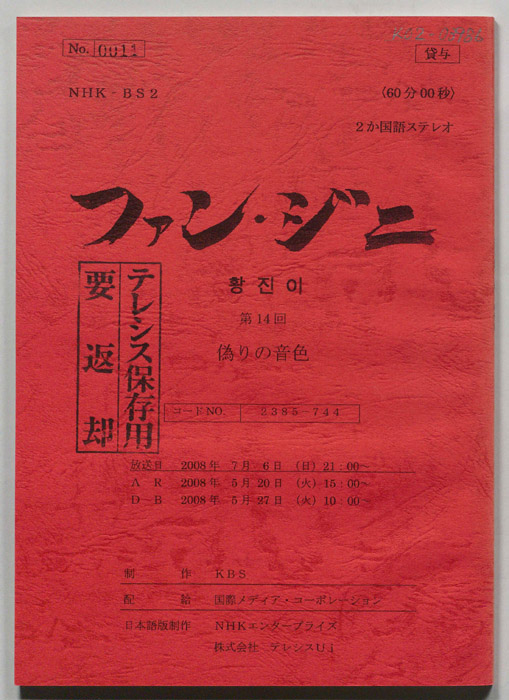 No. 0011
貸与
NHK-BS2
〈60分00秒〉
2か国語ステレオ
ファン・ジニ
황진이
第14回
偽りの音色
テレシス保存用
要返却
コードNO. 2385-744
放送日 2008年 7月 6日 (日) 21:00~
A R 2008年 5月20日 (火) 15:00~
D-B 2008年 5月27日 (火) 10:00~
制作 KBS
配給 国際メディア・コーポレーション
日本語版制作 NHKエンタープライズ
株式会社 テレシスUI